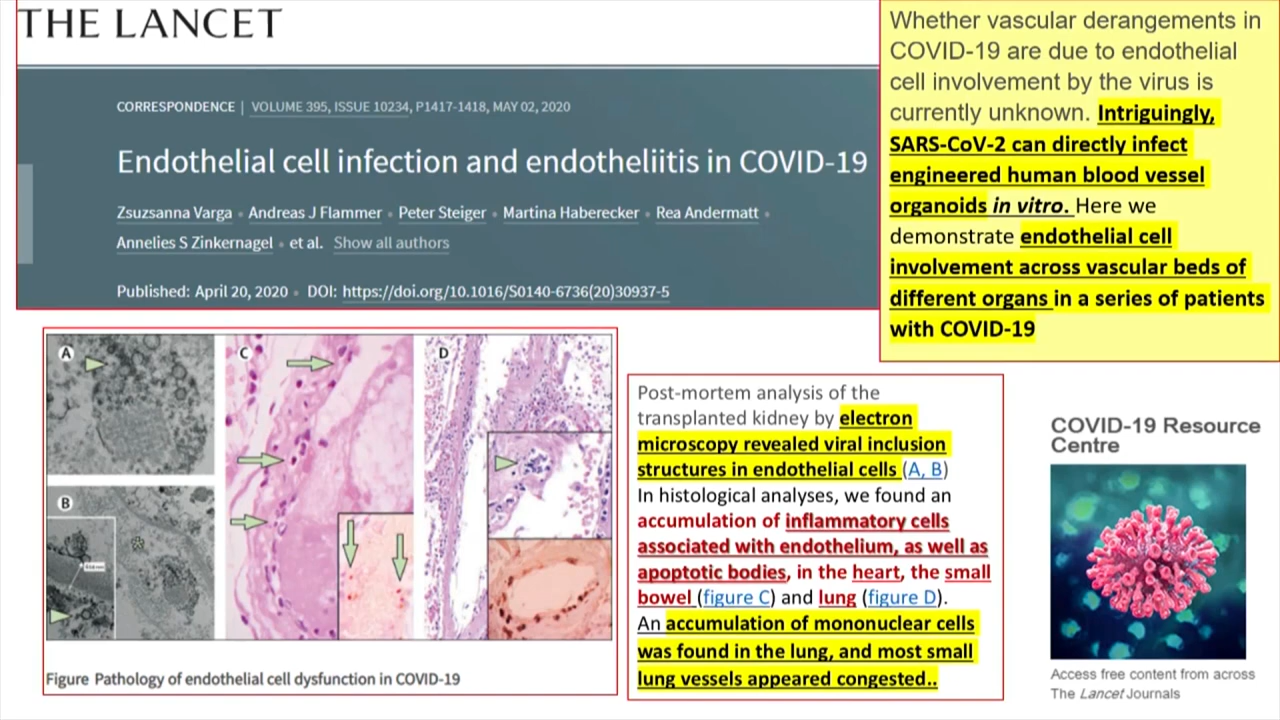 THE LANCET
CORRESPONDENCE | VOLUME 395, ISSUE 10234, P1417-1418, MAY 02, 2020
Endothelial cell infection and endotheliitis in COVID-19
Zsuzsanna Varga • Andreas J Flammer • Peter Steiger • Martina Haberecker • Rea Andermatt •
Annelies S Zinkernagel • et al. Show all authors
Published: April 20, 2020 • DOI: https://doi.org/10.1016/S0140-6736(20)30937-5
Whether vascular derangements in
COVID-19 are due to endothelial
cell involvement by the virus is
currently unknown. Intriguingly,
SARS-CoV-2 can directly infect
engineered human blood vessel
organoids in vitro. Here we
demonstrate endothelial cell
involvement across vascular beds of
different organs in a series of patients
with COVID-19
A
B
C
D
Figure Pathology of endothelial cell dysfunction in COVID-19
Post-mortem analysis of the
transplanted kidney by electron
microscopy revealed viral inclusion
structures in endothelial cells (A, B)
In histological analyses, we found an
accumulation of inflammatory cells
associated with endothelium, as well as
apoptotic bodies, in the heart, the small
bowel (figure C) and lung (figure D).
An accumulation of mononuclear cells
was found in the lung, and most small
lung vessels appeared congested..
COVID-19 Resource
Centre
Access free content from across
The Lancet Journals